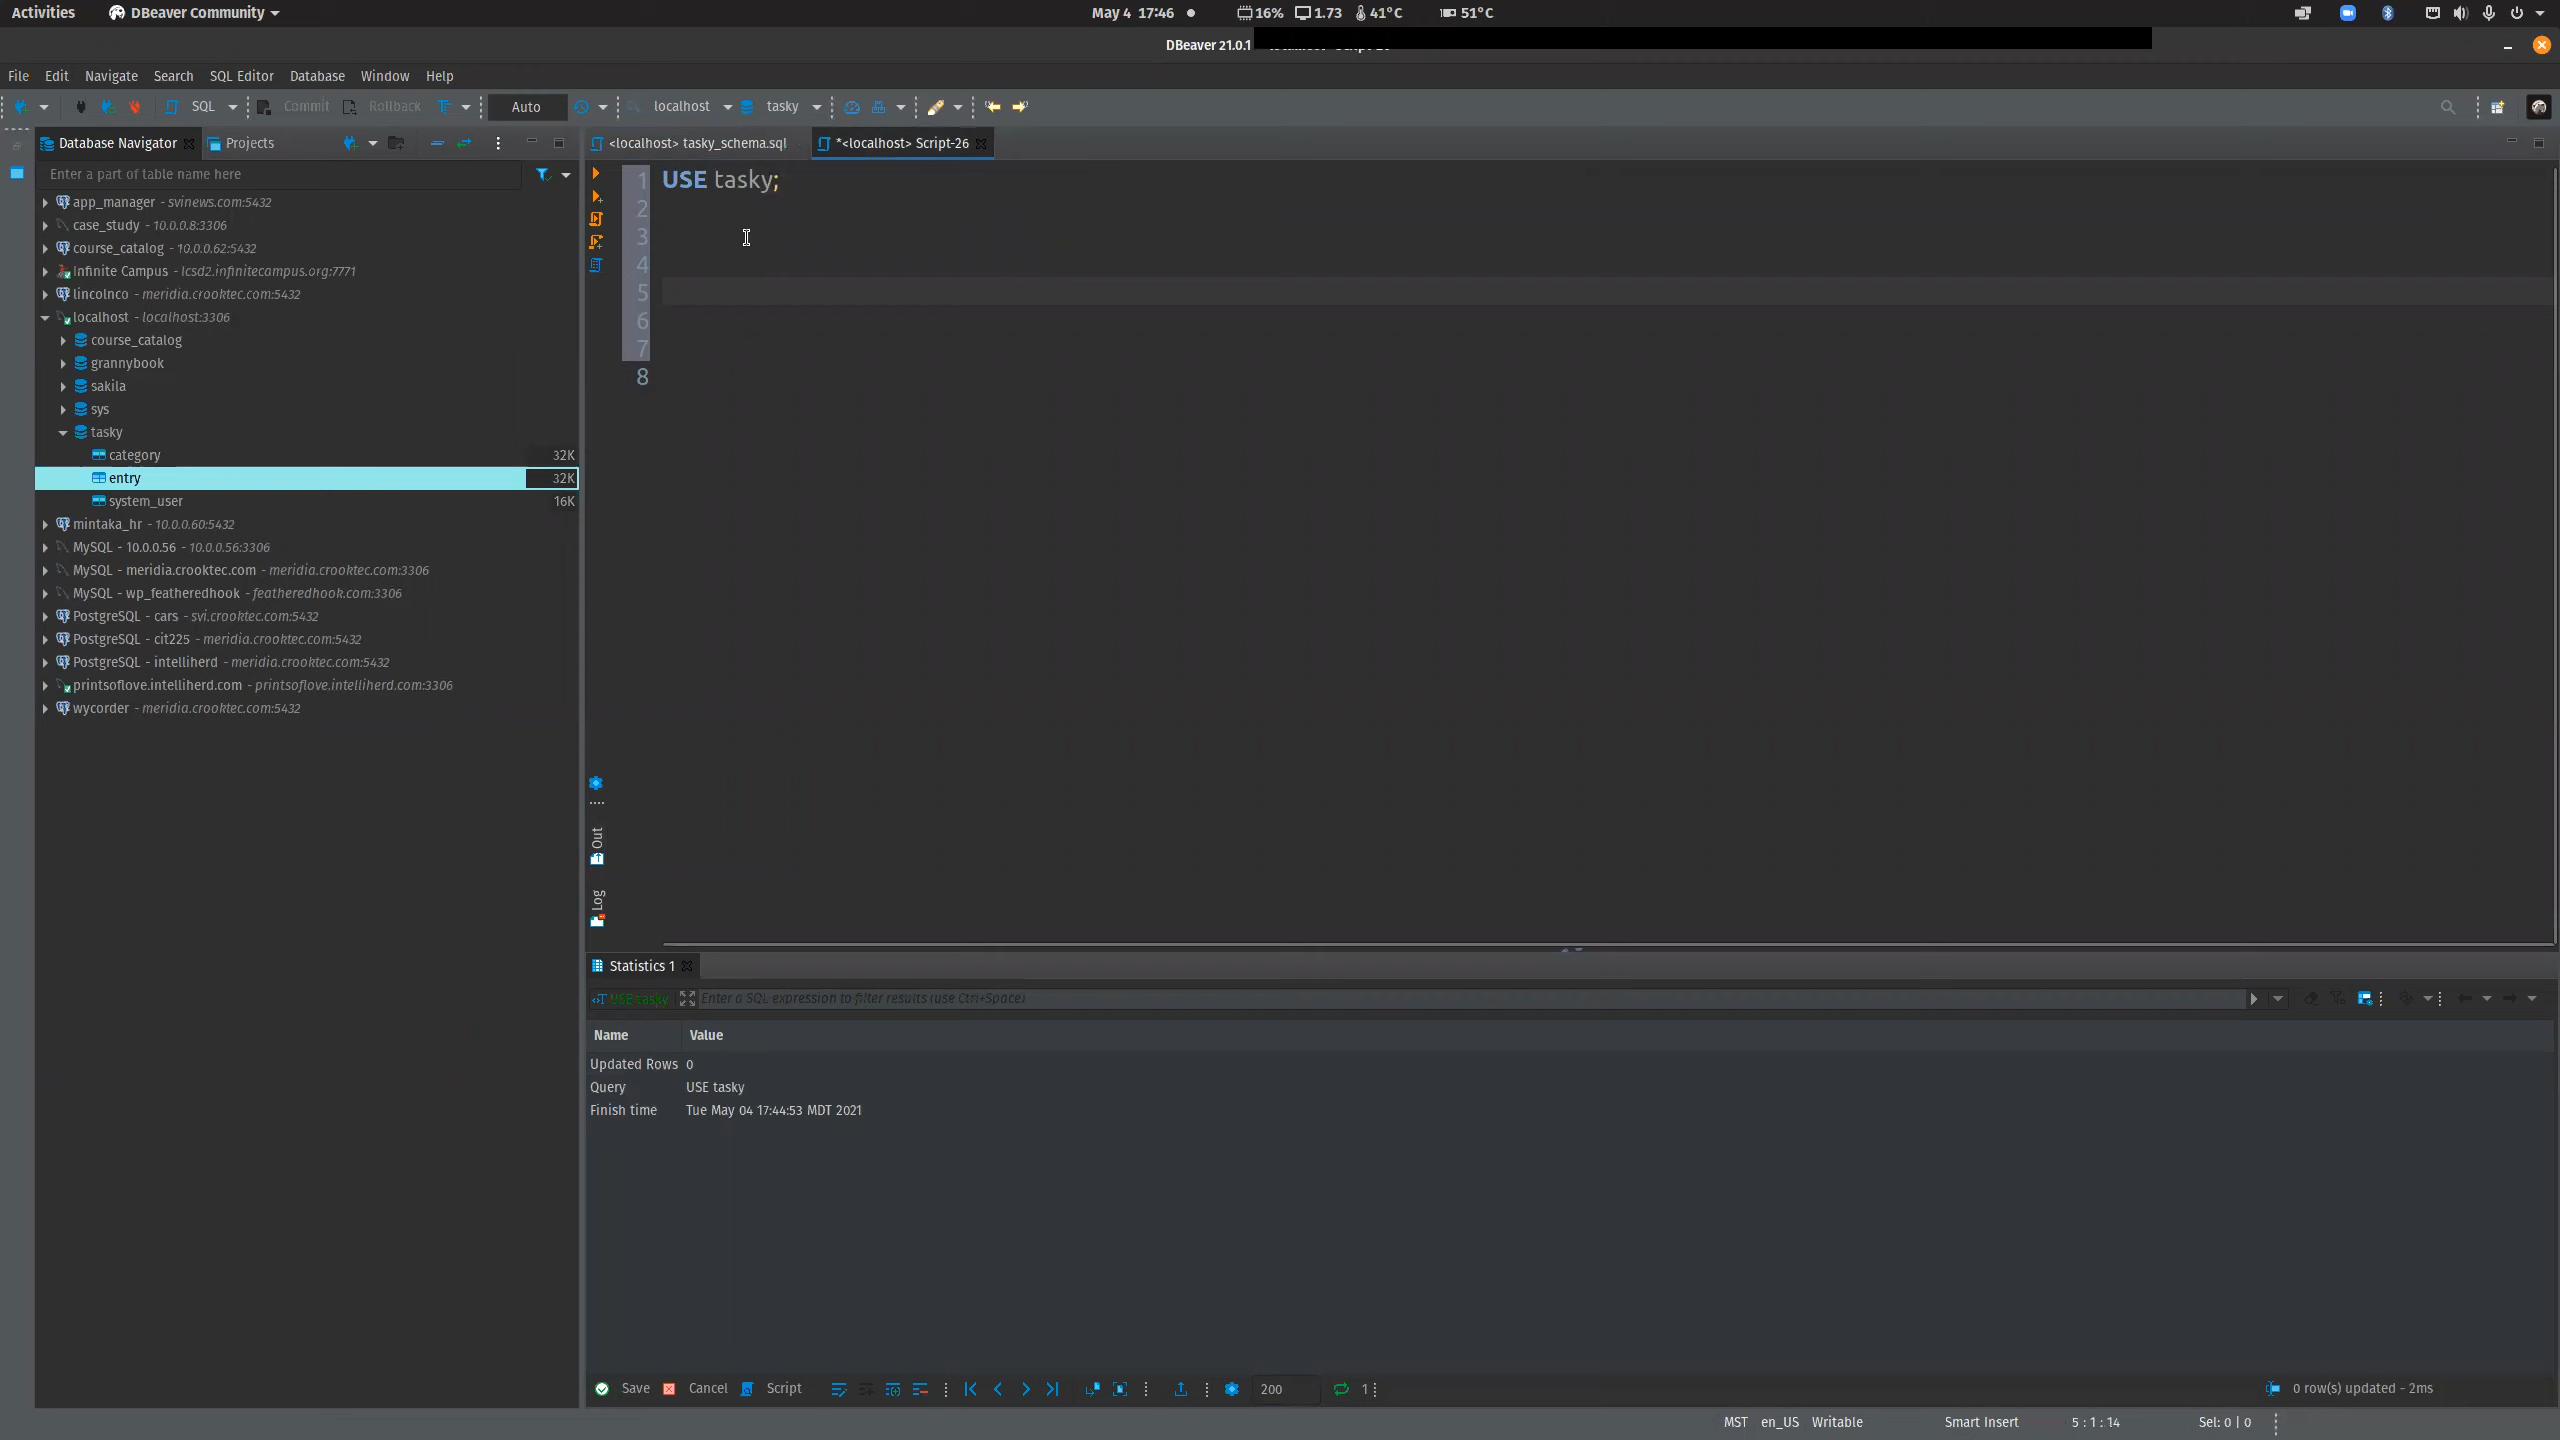 Activities DBeaver Community May 4 17:46 16% 1.73 41°C 51°C
DBeaver 21.0.1
File Edit Navigate Search SQL Editor Database Window Help
SQL Commit Rollback Auto localhost tasky
Database Navigator Projects
<localhost> tasky_schema.sql *<localhost> Script-26
Enter a part of table name here
app_manager - svinews.com:5432
case_study - 10.0.0.8:3306
course_catalog - 10.0.0.62:5432
Infinite Campus - lcsd2.infinitecampus.org:7771
lincolnco - meridia.crooktec.com:5432
localhost - localhost:3306
course_catalog
grannybook
sakila
sys
tasky
category 32K
entry 32K
system_user 16K
mintaka_hr - 10.0.0.60:5432
MySQL - 10.0.0.56 - 10.0.0.56:3306
MySQL - meridia.crooktec.com - meridia.crooktec.com:3306
MySQL - wp_featheredhook - featheredhook.com:3306
PostgreSQL - cars - svi.crooktec.com:5432
PostgreSQL - cit225 - meridia.crooktec.com:5432
PostgreSQL - intelliherd - meridia.crooktec.com:5432
printsoflove.intelliherd.com - printsoflove.intelliherd.com:3306
wycorder - meridia.crooktec.com:5432
1 USE tasky;
2
3
4
5
6
7
8
Out
Log
Statistics 1
USE tasky Enter a SQL expression to filter results (use Ctrl+Space)
Name Value
Updated Rows 0
Query USE tasky
Finish time Tue May 04 17:44:53 MDT 2021
Save Cancel Script 200 1 0 row(s) updated - 2ms
MST en_US Writable Smart Insert 5 : 1 : 14 Sel: 0 | 0